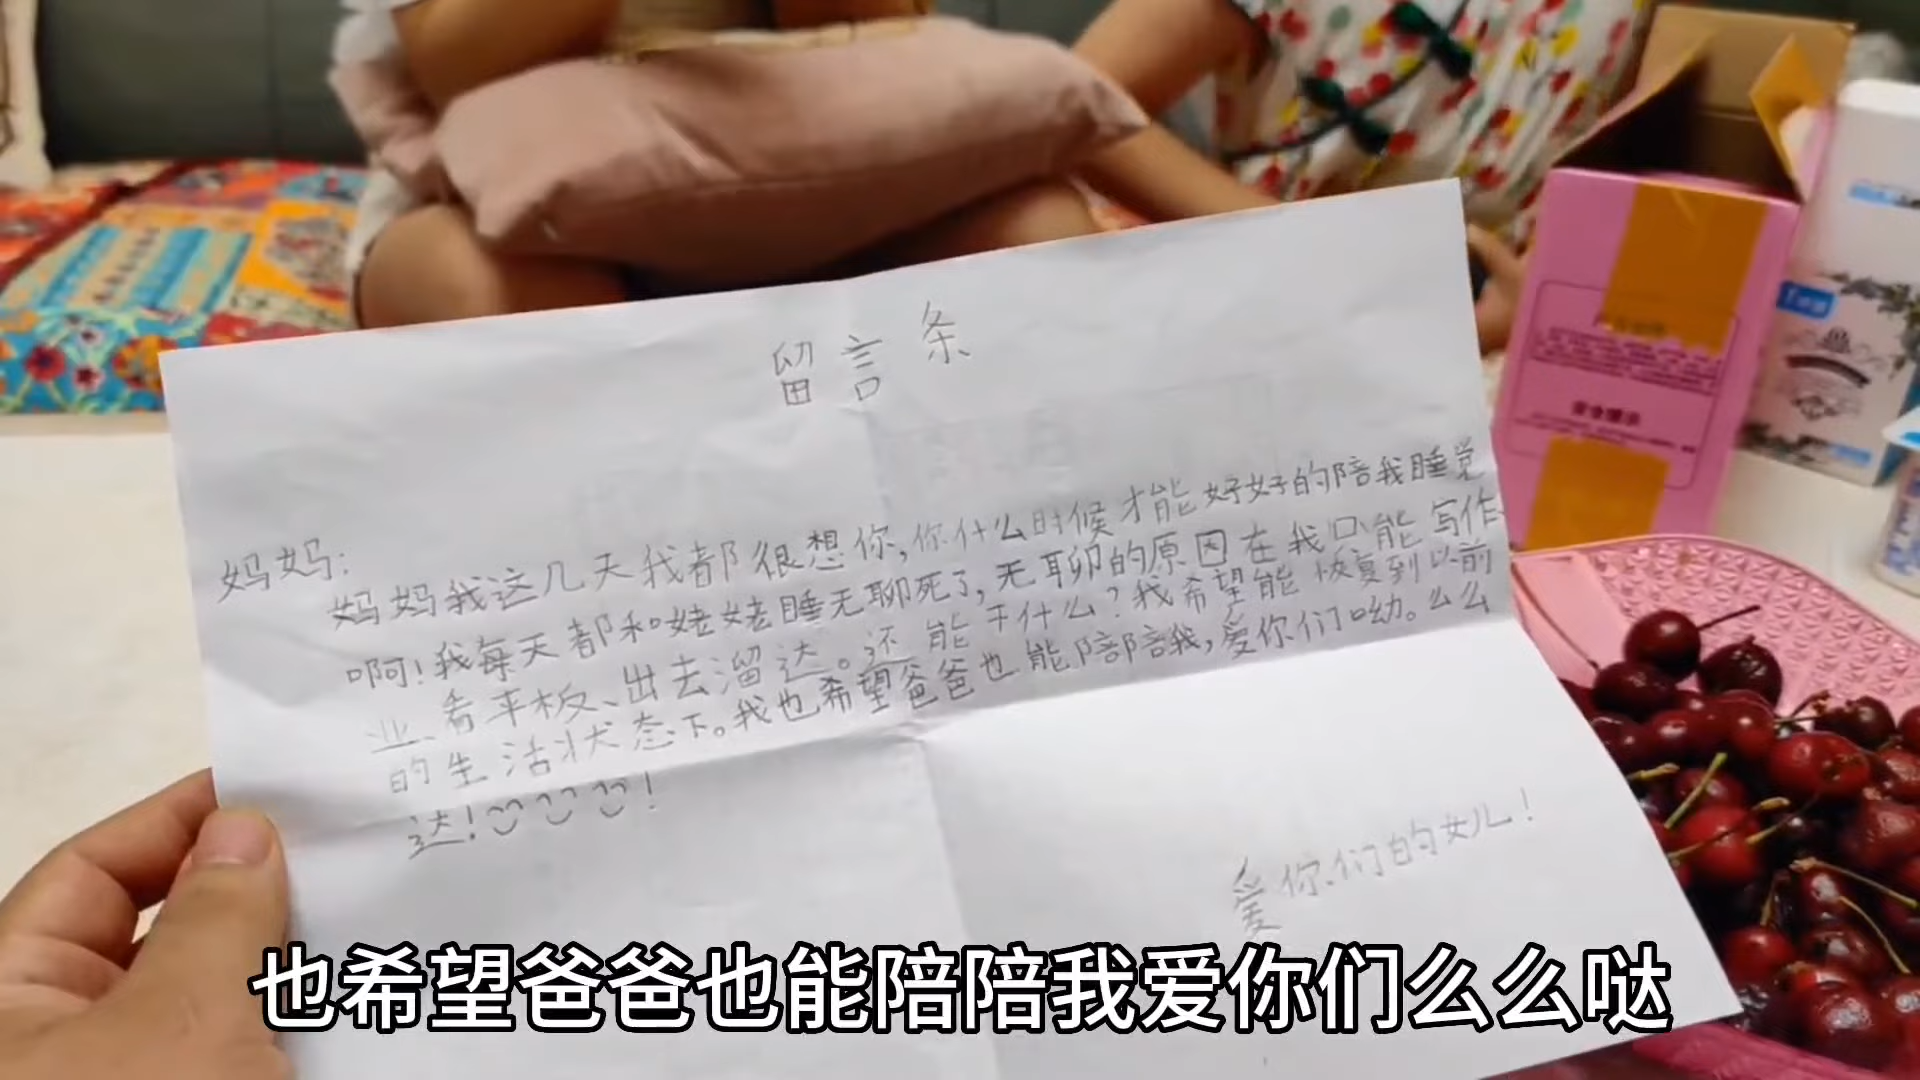 留言条
妈妈：
妈妈我这几天我都很想你，你什么时候才能好好的陪我睡觉
啊！我每天都和姥姥睡无聊死了，无聊的原因在我只能写作
业、看平板、出去溜达。还能干什么？我希望能恢复到以前
的生活状态下。我也希望爸爸也能陪陪我，爱你们呦。么么
达！！
爱你们的女儿！
也希望爸爸也能陪陪我爱你们么么哒